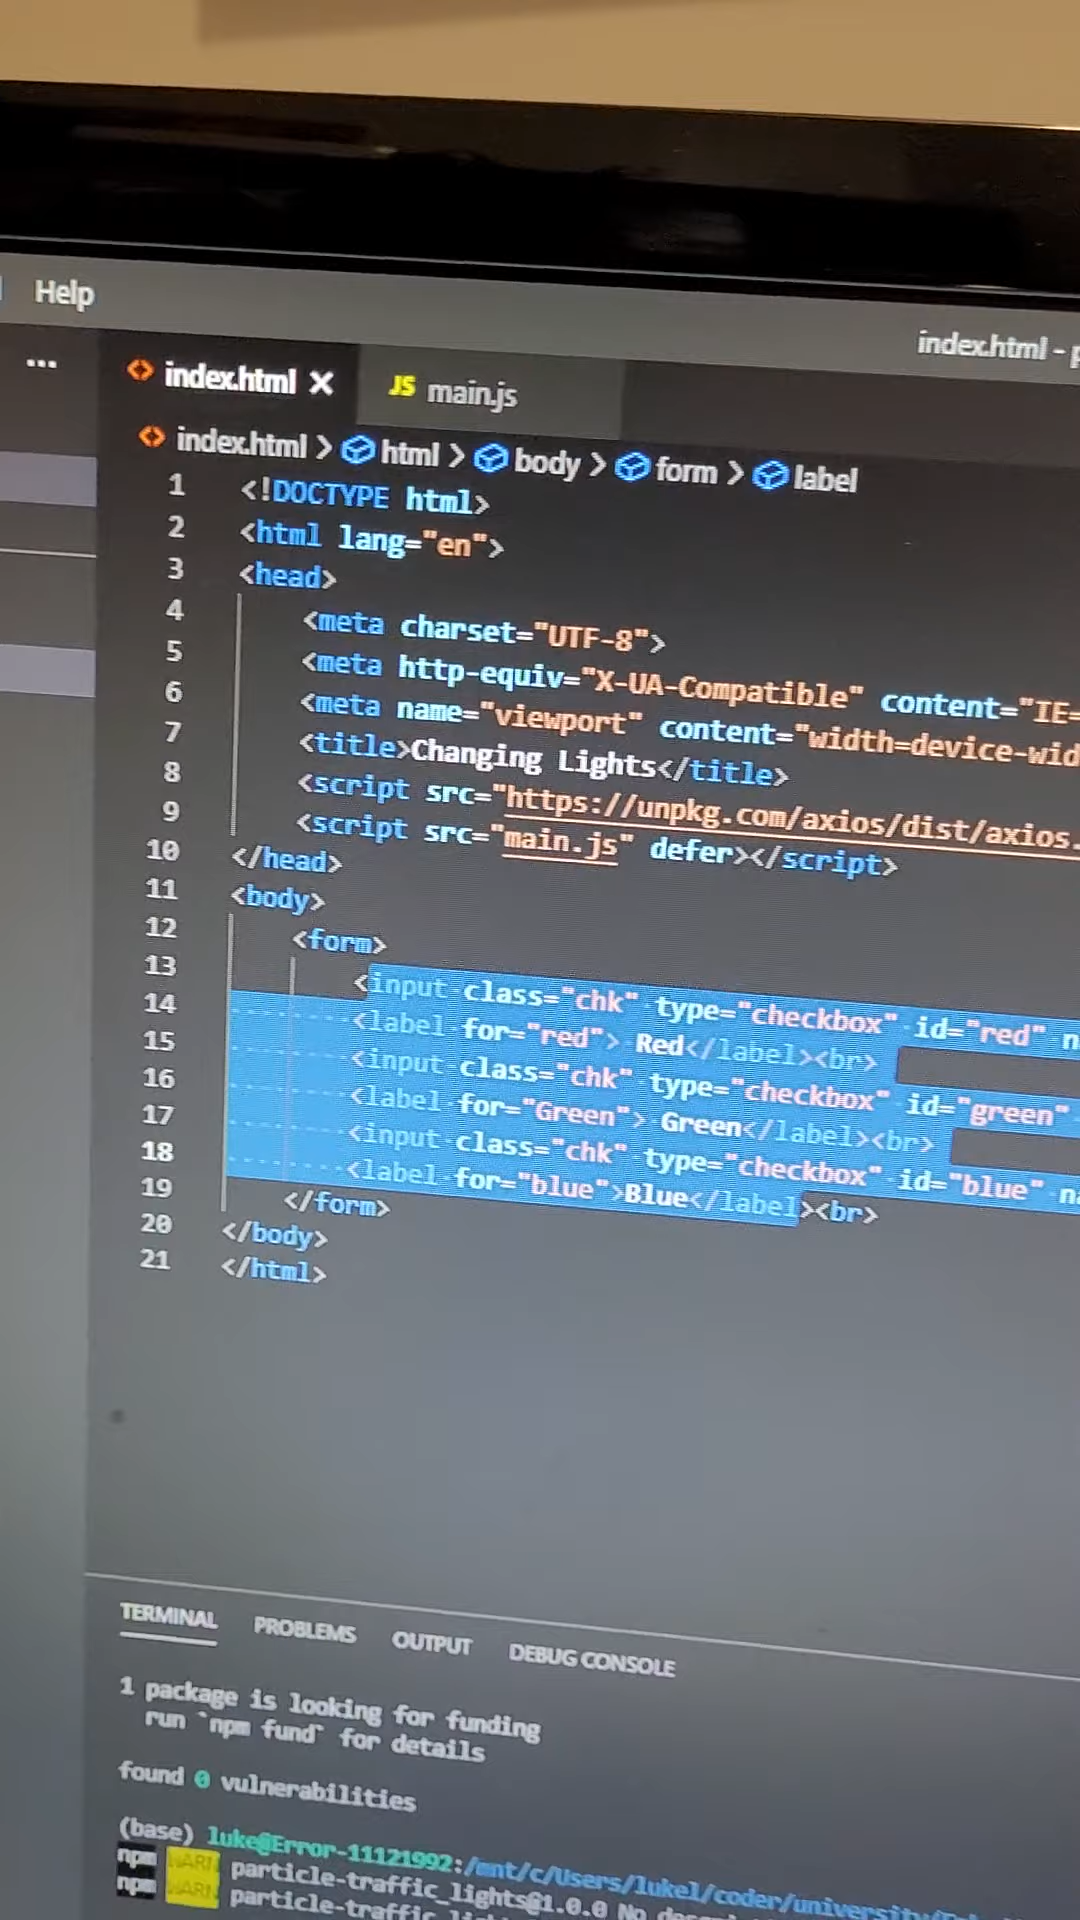 Help
index.html - p
... index.html × JS main.js
index.html > html > body > form > label
1 <!DOCTYPE html>
2 <html lang="en">
3 <head>
4 <meta charset="UTF-8">
5 <meta http-equiv="X-UA-Compatible" content="IE=
6 <meta name="viewport" content="width=device-wid
7 <title>Changing Lights</title>
8 <script src="https://unpkg.com/axios/dist/axios.
9 <script src="main.js" defer></script>
10 </head>
11 <body>
12 <form>
13 <input class="chk" type="checkbox" id="red" n
14 <label for="red"> Red</label><br>
15 <input class="chk" type="checkbox" id="green"
16 <label for="Green"> Green</label><br>
17 <input class="chk" type="checkbox" id="blue" na
18 <label for="blue">Blue</label><br>
19 </form>
20 </body>
21 </html>
TERMINAL PROBLEMS OUTPUT DEBUG CONSOLE
1 package is looking for funding
run `npm fund` for details
found 0 vulnerabilities
(base) luke@Error-11121992:/mnt/c/Users/lukel/coder/university/
npm WARN particle-traffic_lights@1.0.0 No
npm WARN